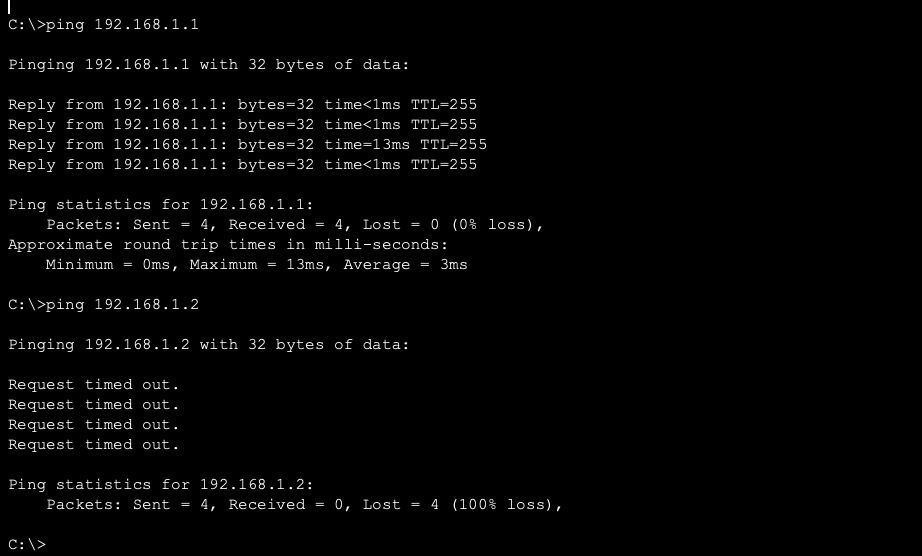 C:\>ping 192.168.1.1
Pinging 192.168.1.1 with 32 bytes of data:
Reply from 192.168.1.1: bytes=32 time<1ms TTL=255
Reply from 192.168.1.1: bytes=32 time<1ms TTL=255
Reply from 192.168.1.1: bytes=32 time=13ms TTL=255
Reply from 192.168.1.1: bytes=32 time<1ms TTL=255
Ping statistics for 192.168.1.1:
    Packets: Sent = 4, Received = 4, Lost = 0 (0% loss),
Approximate round trip times in milli-seconds:
    Minimum = 0ms, Maximum = 13ms, Average = 3ms
C:\>ping 192.168.1.2
Pinging 192.168.1.2 with 32 bytes of data:
Request timed out.
Request timed out.
Request timed out.
Request timed out.
Ping statistics for 192.168.1.2:
    Packets: Sent = 4, Received = 0, Lost = 4 (100% loss),
C:\>